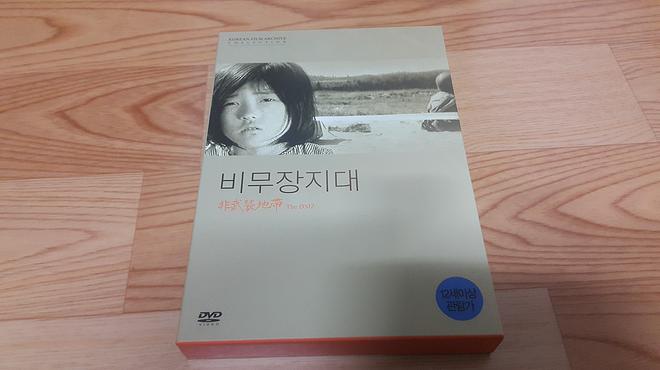 KOREAN FILM ARCHIVE
COLLECTION
비무장지대
非武裝地帶 The DMZ
12세이상
관람가
DVD
VIDEO